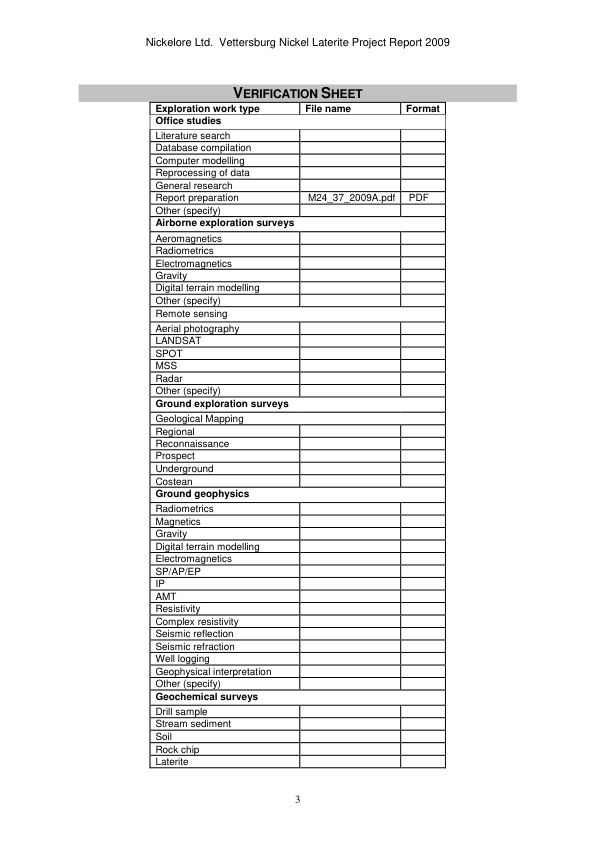 Nickelore Ltd.  Vettersburg Nickel Laterite Project Report 2009
VERIFICATION SHEET
Exploration work type File name Format
Office studies
Literature search
Database compilation
Computer modelling
Reprocessing of data
General research
Report preparation M24_37_2009A.pdf PDF
Other (specify)
Airborne exploration surveys
Aeromagnetics
Radiometrics
Electromagnetics
Gravity
Digital terrain modelling
Other (specify)
Remote sensing
Aerial photography
LANDSAT
SPOT
MSS
Radar
Other (specify)
Ground exploration surveys
Geological Mapping
Regional
Reconnaissance
Prospect
Underground
Costean
Ground geophysics
Radiometrics
Magnetics
Gravity
Digital terrain modelling
Electromagnetics
SP/AP/EP
IP
AMT
Resistivity
Complex resistivity
Seismic reflection
Seismic refraction
Well logging
Geophysical interpretation
Other (specify)
Geochemical surveys
Drill sample
Stream sediment
Soil
Rock chip
Laterite
3